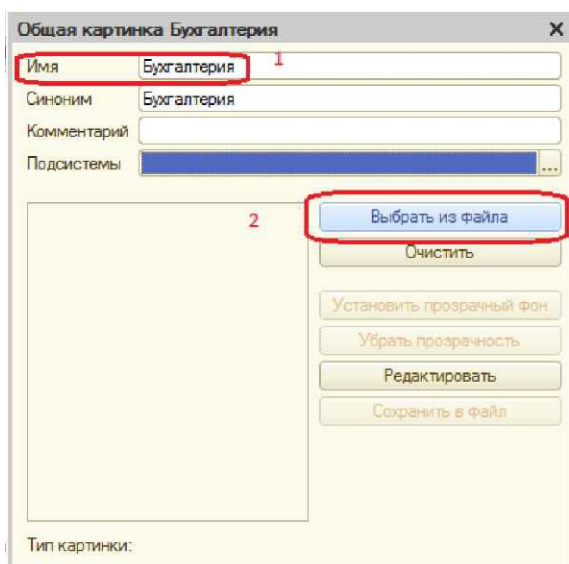 Общая картинка Бухгалтерия X
Имя Бухгалтерия 1
Синоним Бухгалтерия
Комментарий
Подсистемы ...
2 Выбрать из файла
Очистить
Установить прозрачный фон
Убрать прозрачность
Редактировать
Сохранить в файл
Тип картинки: